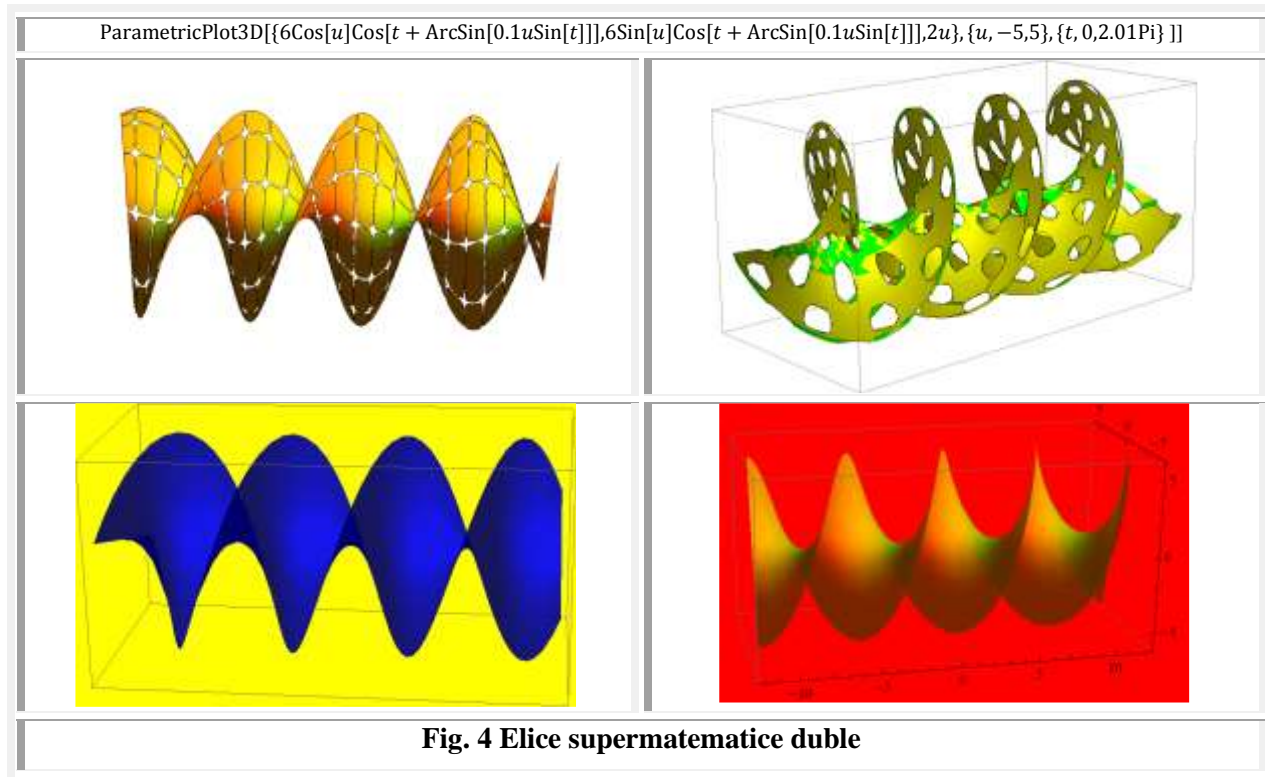 ParametricPlot3D[{6Cos[u]Cos[t + ArcSin[0.1uSin[t]]],6Sin[u]Cos[t + ArcSin[0.1uSin[t]]],2u},{u, −5,5},{t, 0,2.01Pi} ]]
Fig. 4 Elice supermatematice duble